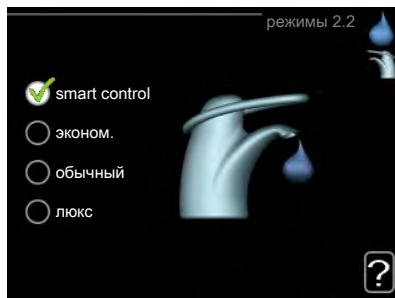 режимы 2.2
smart control
эконом.
обычный
люкс
?